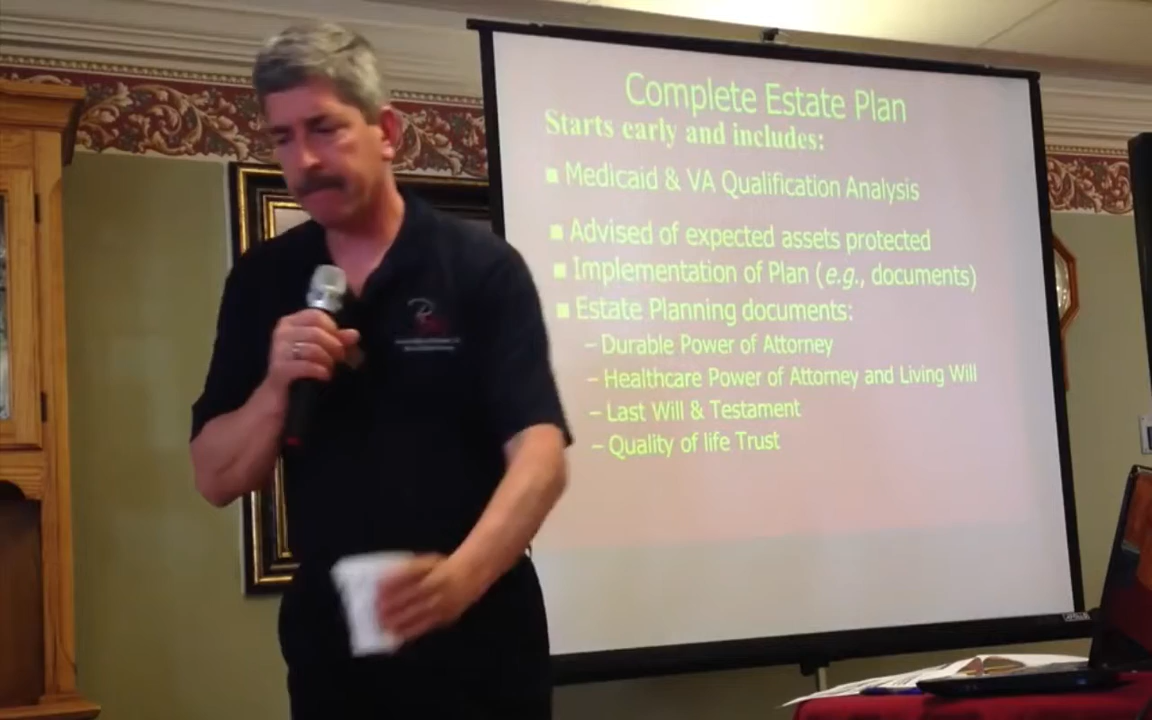 Complete Estate Plan
Starts early and includes:
■ Medicaid & VA Qualification Analysis
■ Advised of expected assets protected
■ Implementation of Plan (e.g., documents)
■ Estate Planning documents:
– Durable Power of Attorney
– Healthcare Power of Attorney and Living Will
– Last Will & Testament
– Quality of life Trust